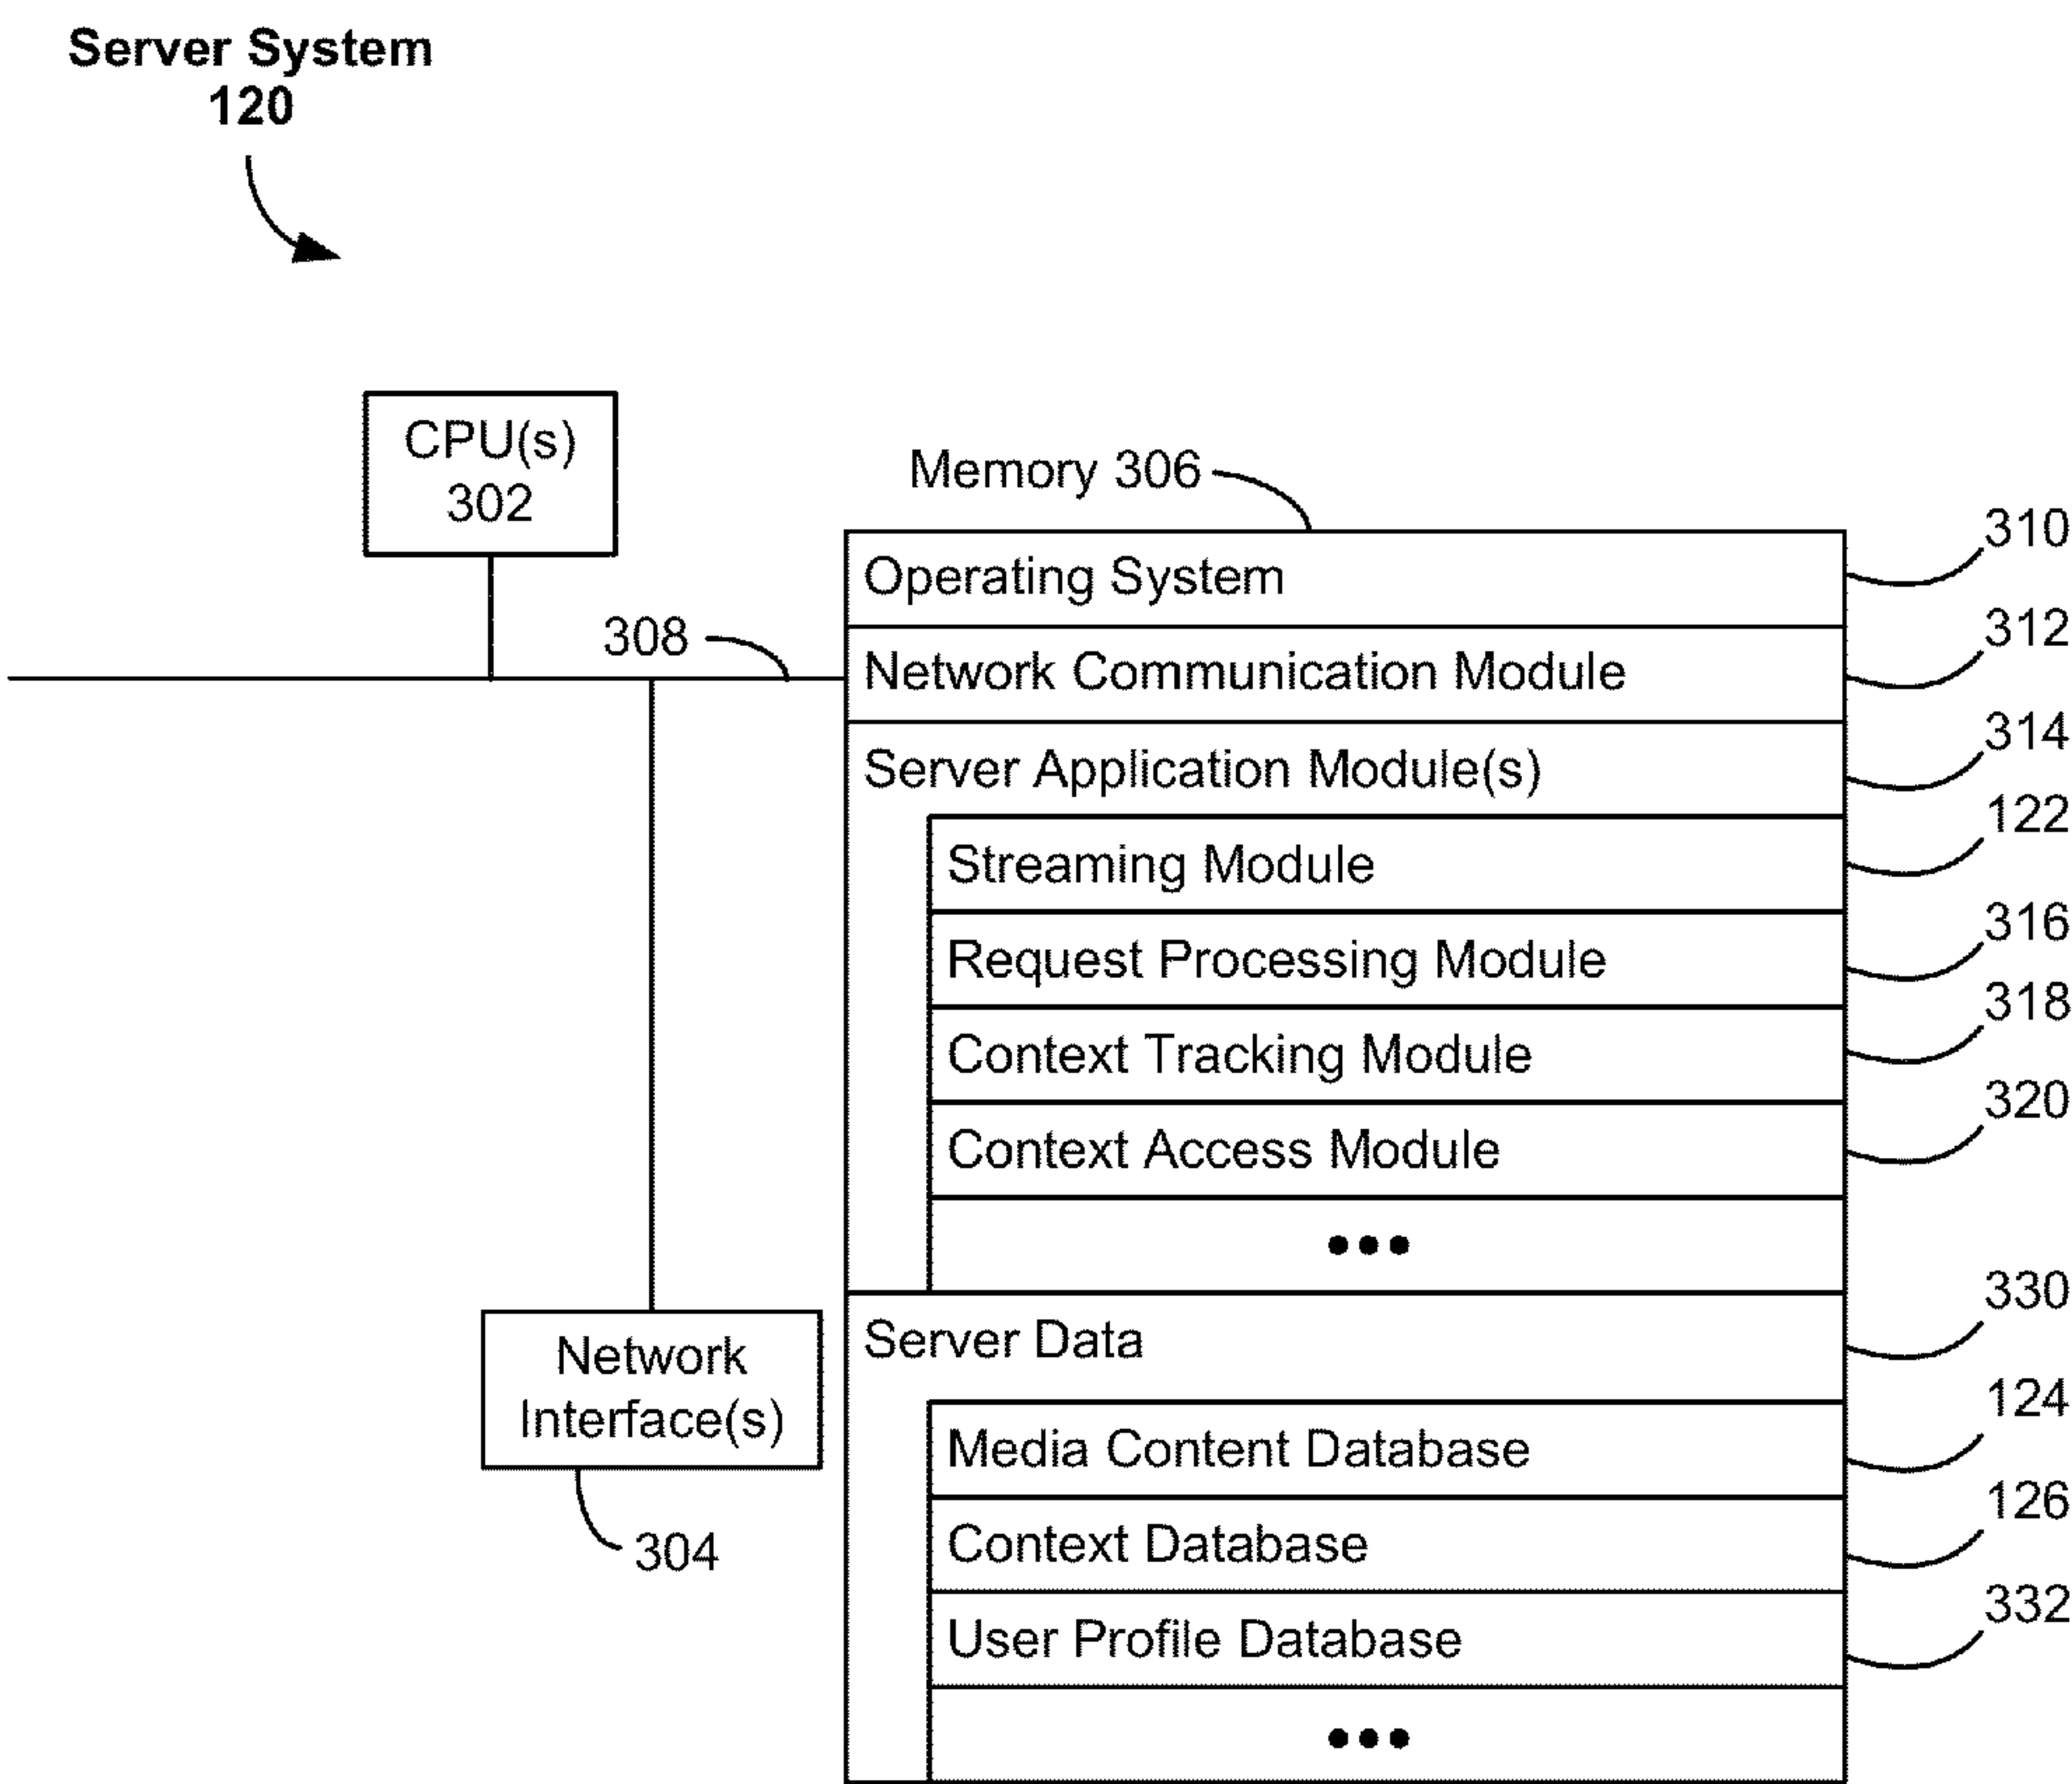 Server System
120
CPU(s)
302
Memory 306
308
Operating System
310
Network Communication Module
312
Server Application Module(s)
314
Streaming Module
122
Request Processing Module
316
Context Tracking Module
318
Context Access Module
320
•••
Server Data
330
Network
Interface(s)
304
Media Content Database
124
Context Database
126
User Profile Database
332
•••